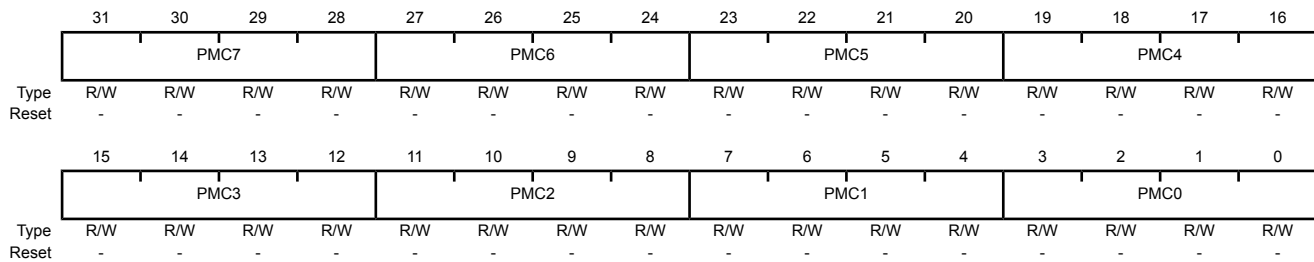 31 30 29 28 27 26 25 24 23 22 21 20 19 18 17 16
PMC7 PMC6 PMC5 PMC4
Type R/W R/W R/W R/W R/W R/W R/W R/W R/W R/W R/W R/W R/W R/W R/W R/W
Reset - - - - - - - - - - - - - - - -
15 14 13 12 11 10 9 8 7 6 5 4 3 2 1 0
PMC3 PMC2 PMC1 PMC0
Type R/W R/W R/W R/W R/W R/W R/W R/W R/W R/W R/W R/W R/W R/W R/W R/W
Reset - - - - - - - - - - - - - - - -